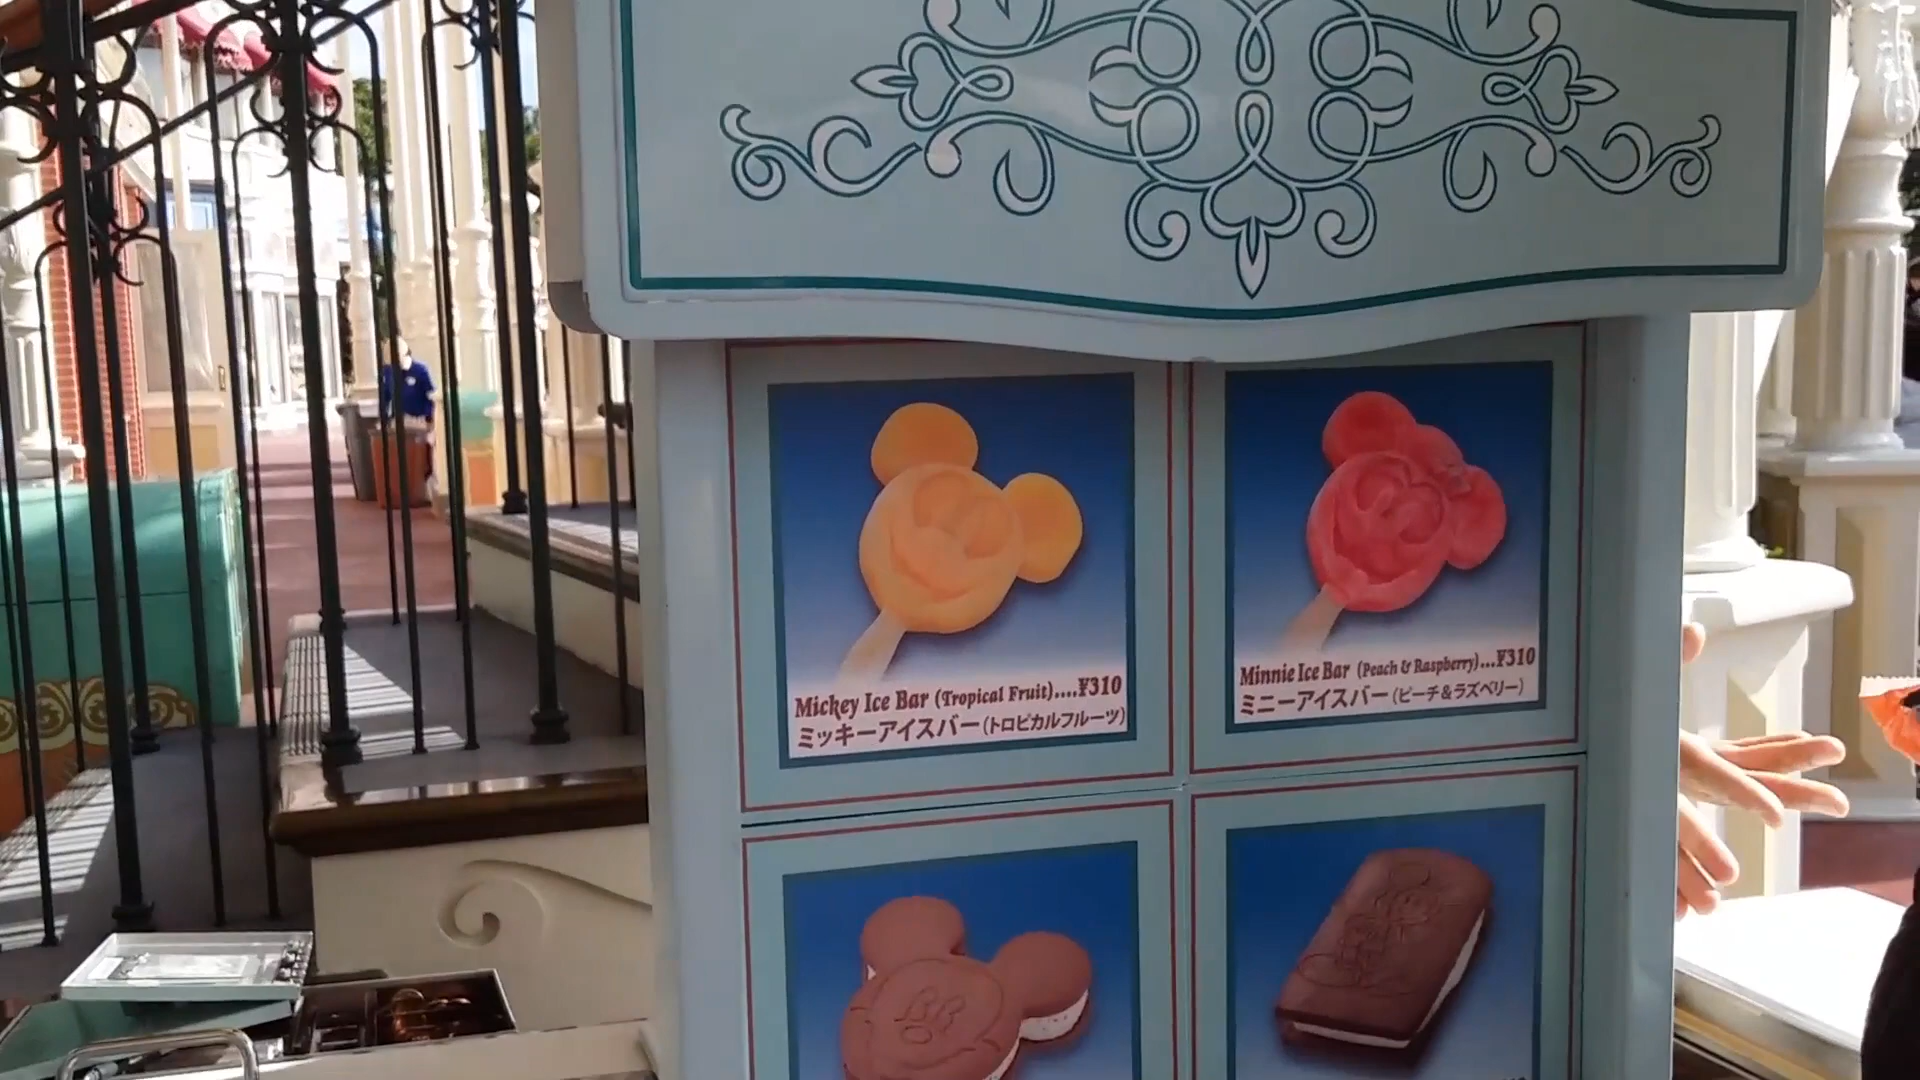 Mickey Ice Bar (Tropical Fruit)....¥310
ミッキーアイスバー(トロピカルフルーツ)
Minnie Ice Bar (Peach & Raspberry)...¥310
ミニーアイスバー(ピーチ&ラズベリー)